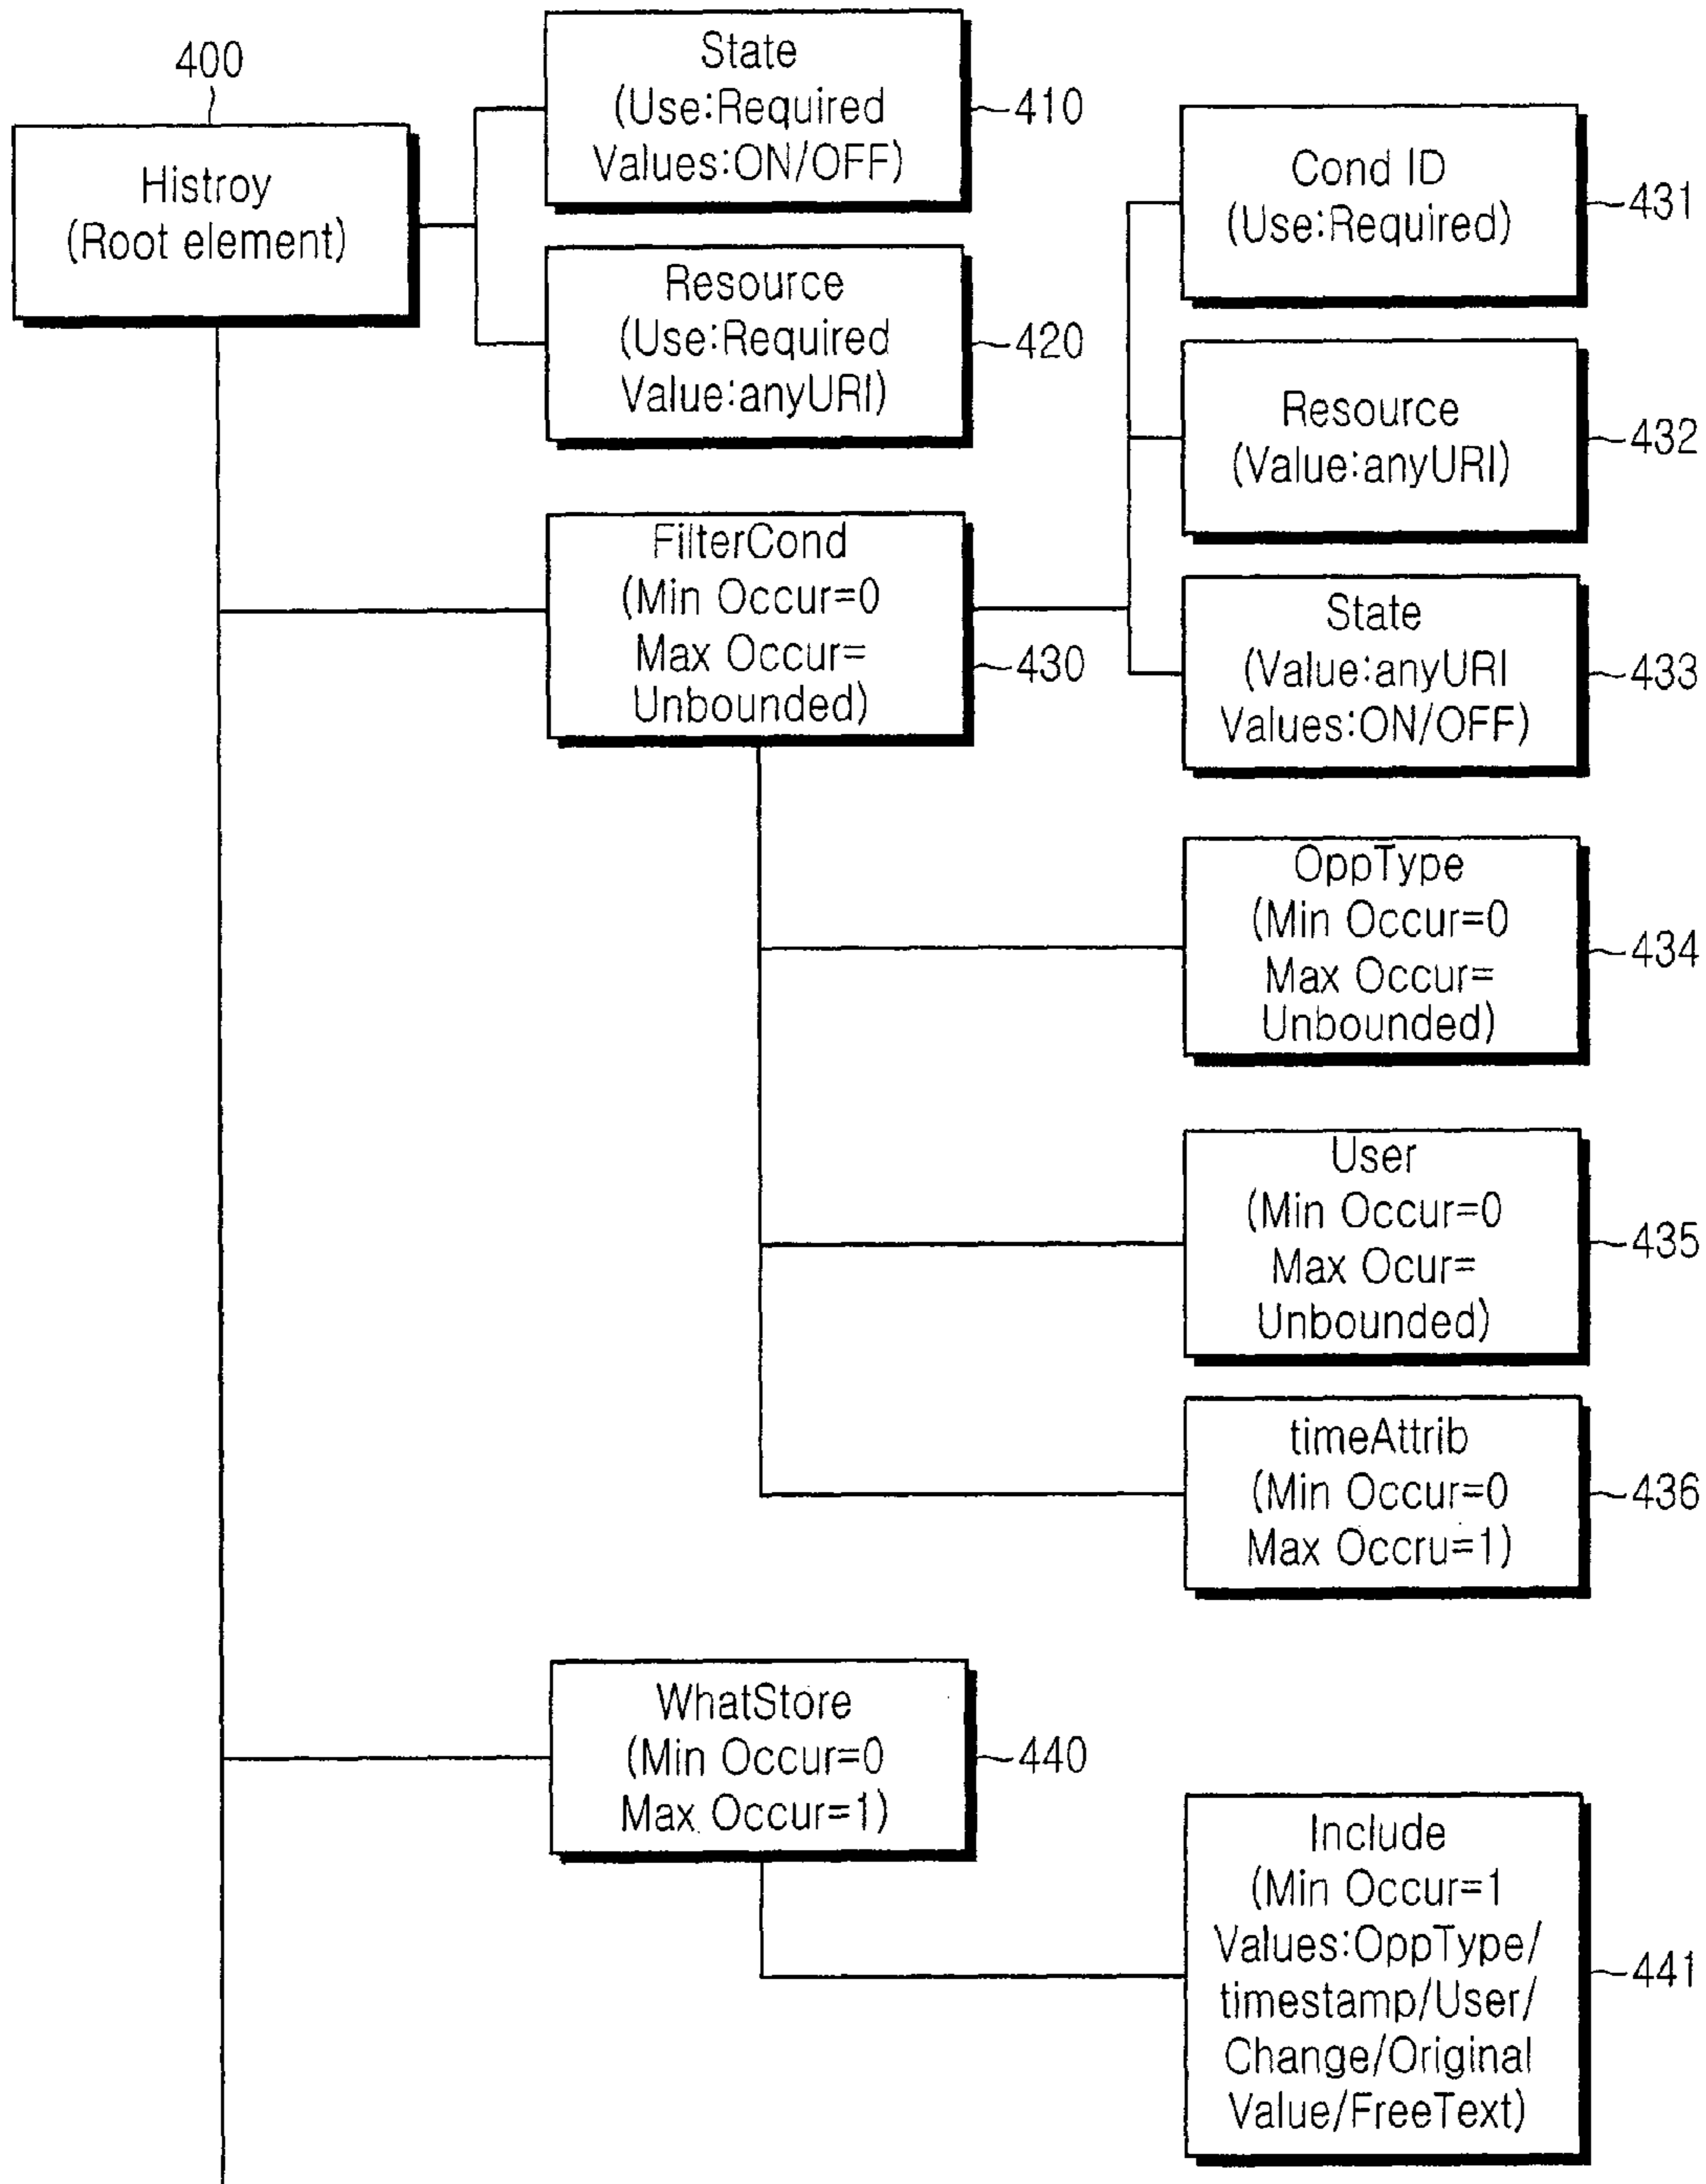 400
Histroy
(Root element)
State
(Use:Required
Values:ON/OFF)
410
Resource
(Use:Required
Value:anyURI)
420
FilterCond
(Min Occur=0
Max Occur=
Unbounded)
430
Cond ID
(Use:Required)
431
Resource
(Value:anyURI)
432
State
(Value:anyURI
Values:ON/OFF)
433
OppType
(Min Occur=0
Max Occur=
Unbounded)
434
User
(Min Occur=0
Max Ocur=
Unbounded)
435
timeAttrib
(Min Occur=0
Max Occru=1)
436
WhatStore
(Min Occur=0
Max Occur=1)
440
Include
(Min Occur=1
Values:OppType/
timestamp/User/
Change/Original
Value/FreeText)
441